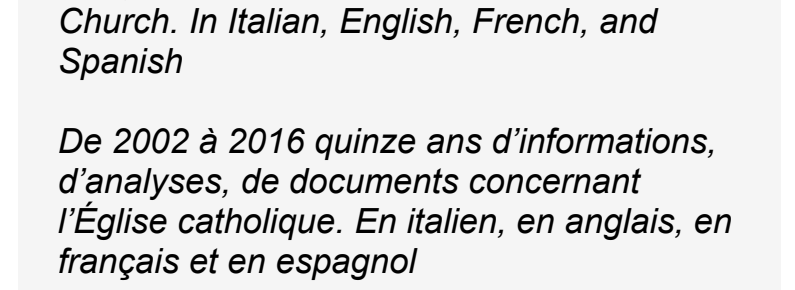 Church. In Italian, English, French, and
Spanish
De 2002 à 2016 quinze ans d’informations,
d’analyses, de documents concernant
l’Église catholique. En italien, en anglais, en
français et en espagnol